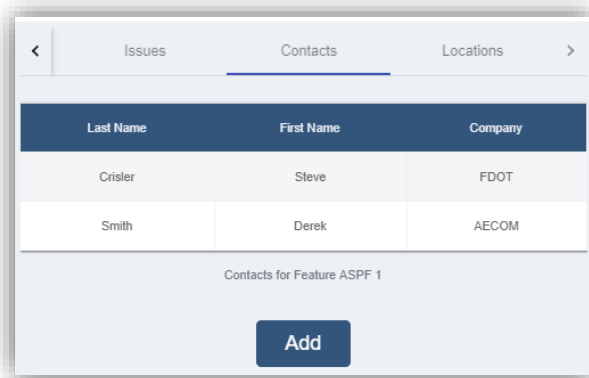 Issues Contacts Locations
Last Name First Name Company
Crisler Steve FDOT
Smith Derek AECOM
Contacts for Feature ASPF 1
Add